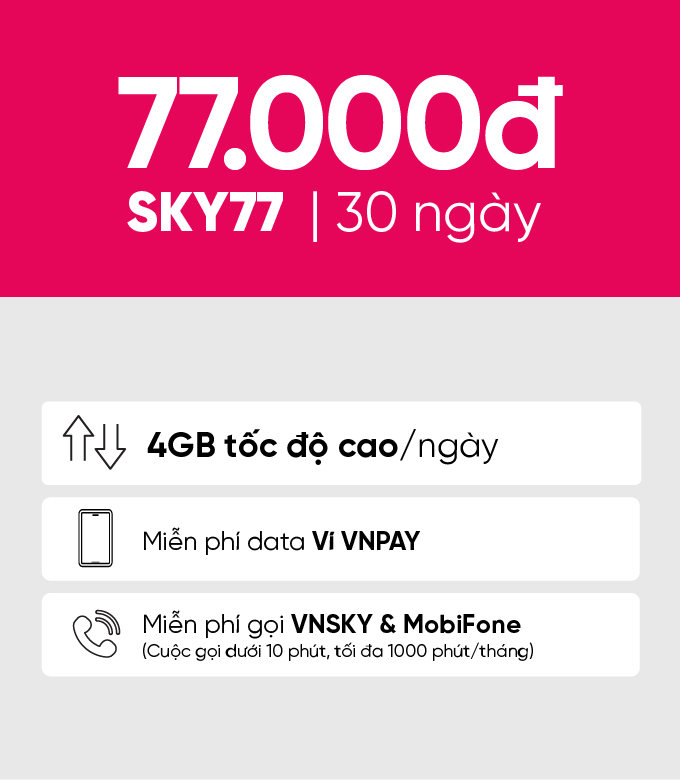 77.000đ
SKY77 | 30 ngày
4GB tốc độ cao/ngày
Miễn phí data Ví VNPAY
Miễn phí gọi VNSKY & MobiFone
(Cuộc gọi dưới 10 phút, tối đa 1000 phút/tháng)